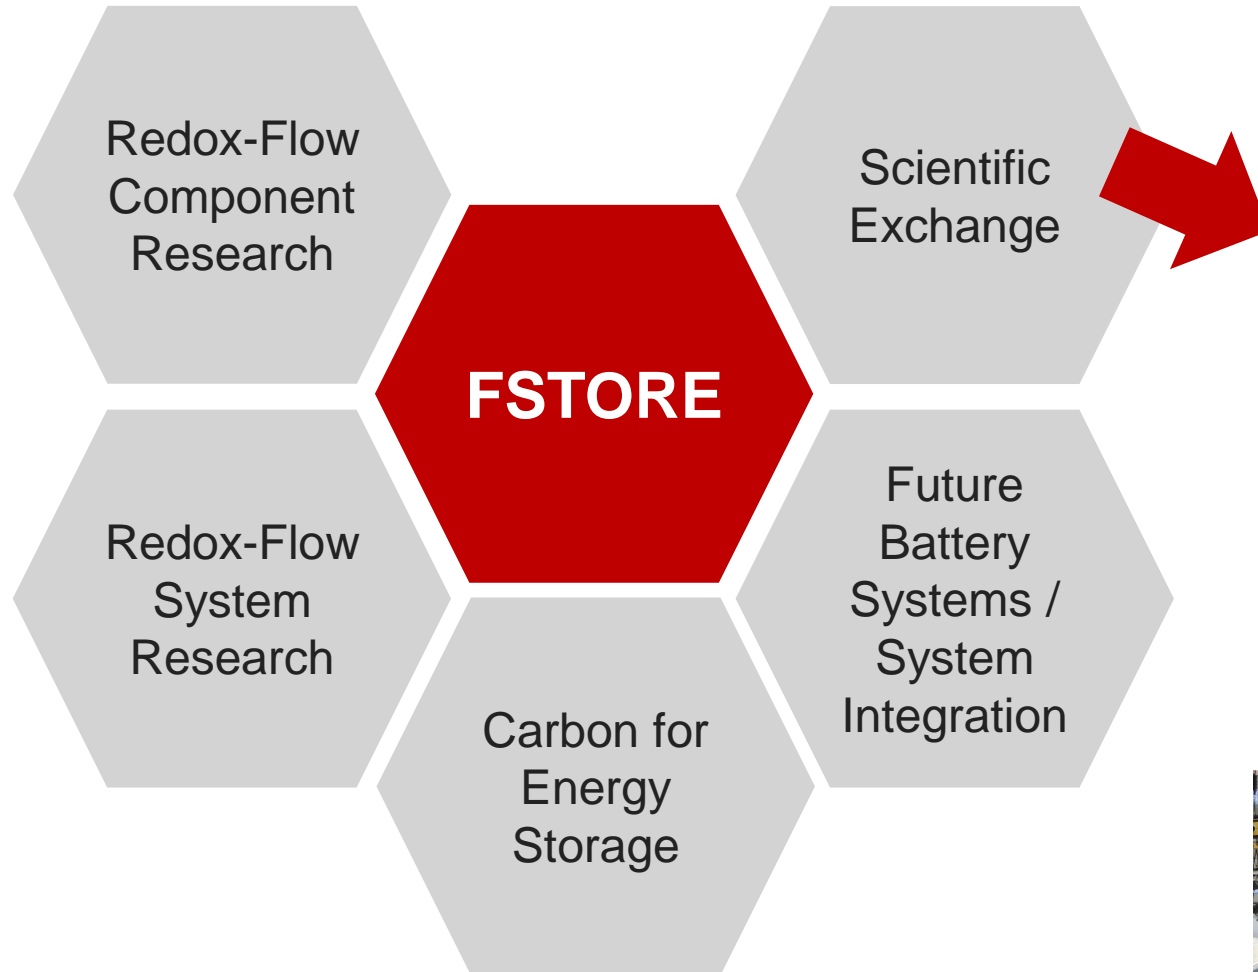 Redox-Flow
Component
Research
Scientific
Exchange
FSTORE
Redox-Flow
System
Research
Future
Battery
Systems /
System
Integration
Carbon for
Energy
Storage